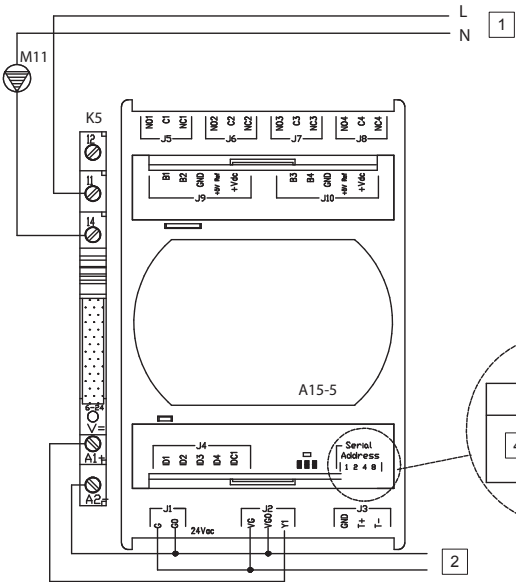 L
N
1
M11
K5
12
11
14
6-24
V=
A1+
A2-
NO1 C1 NC1
J5
NO2 C2 NC2
J6
NO3 C3 NC3
J7
NO4 C4 NC4
J8
B1 B2 GND +5V Ref +Vdc
J9
B3 B4 GND +5V Ref +Vdc
J10
A15-5
J4
ID1 ID2 ID3 ID4 IDC1
Serial
Address
1 2 4 8
4
J1
G G0
24Vac
J2
VG VG0 Y1
J3
GND T+ T-
2